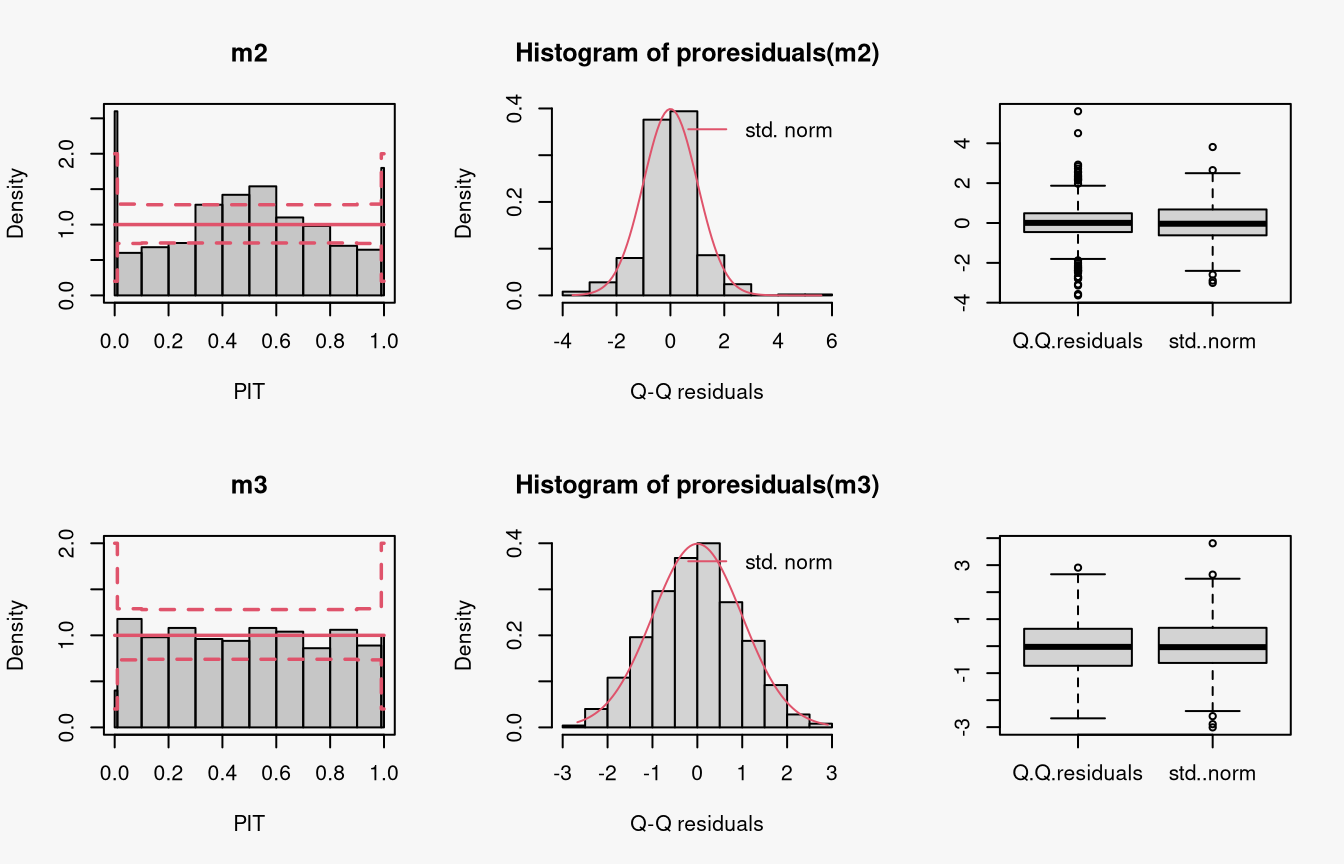 m2
Density
0.0 1.0 2.0
0.0 0.2 0.4 0.6 0.8 1.0
PIT
Histogram of proresiduals(m2)
Density
0.0 0.2 0.4
std. norm
-4 -2 0 2 4 6
Q-Q residuals
-4 -2 0 2 4
Q.Q.residuals std..norm
m3
Density
0.0 1.0 2.0
0.0 0.2 0.4 0.6 0.8 1.0
PIT
Histogram of proresiduals(m3)
Density
0.0 0.2 0.4
std. norm
-3 -2 -1 0 1 2 3
Q-Q residuals
-3 -1 1 3
Q.Q.residuals std..norm